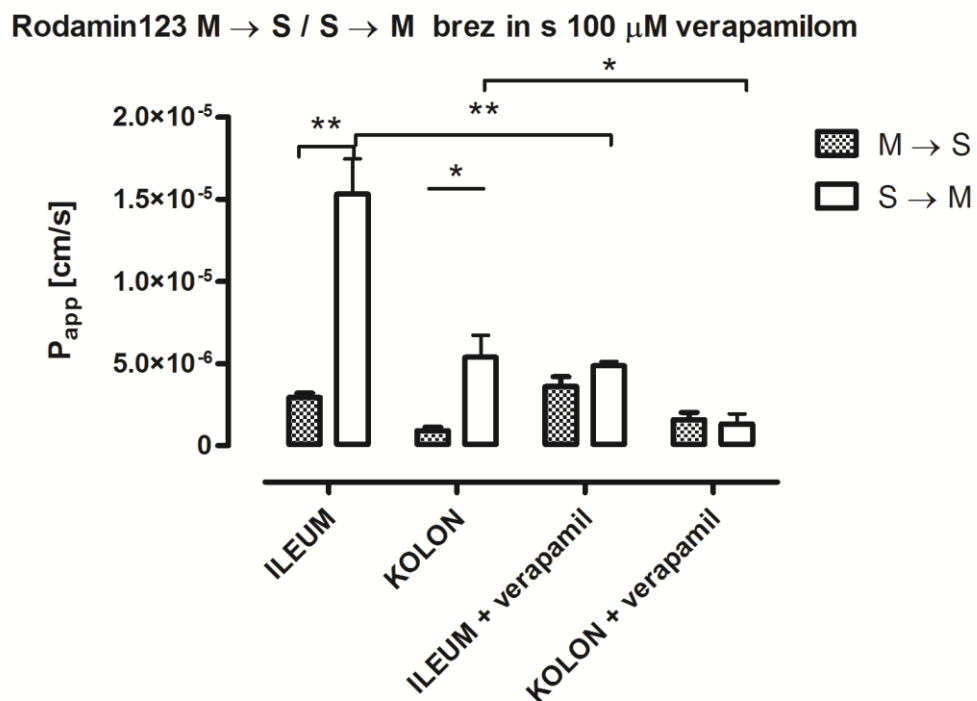 Rodamin123 M → S / S → M brez in s 100 μM verapamilom
*
**
**
*
M → S
S → M
Papp [cm/s]
2.0×10⁻⁵
1.5×10⁻⁵
1.0×10⁻⁵
5.0×10⁻⁶
0
ILEUM
KOLON
ILEUM + verapamil
KOLON + verapamil